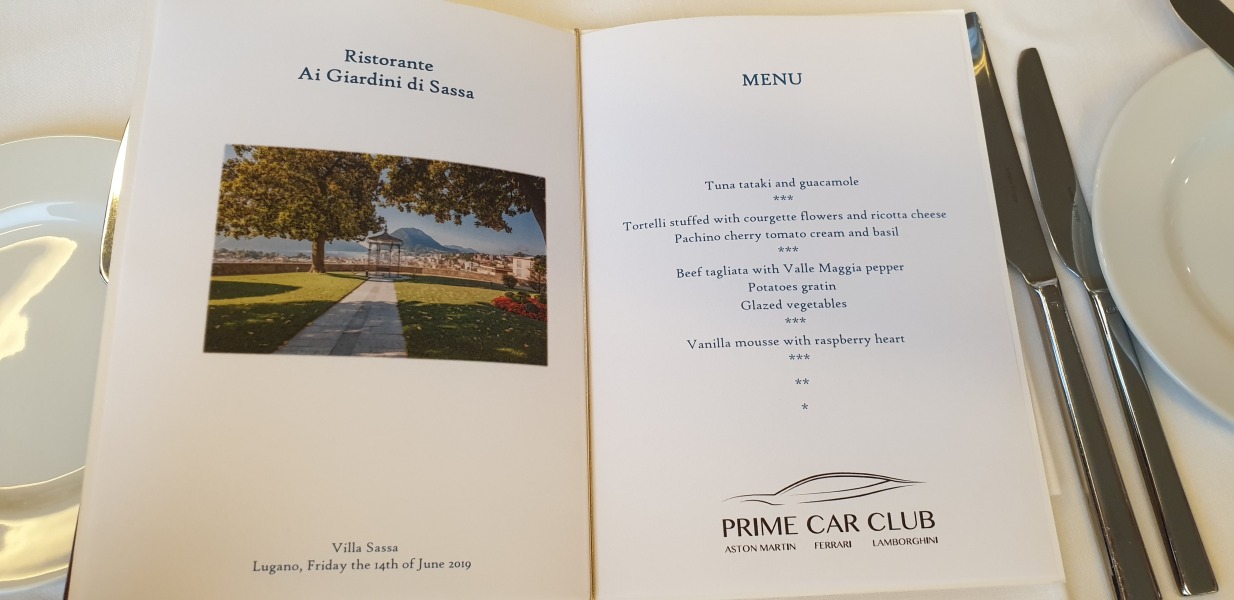 Ristorante
Ai Giardini di Sassa
Villa Sassa
Lugano, Friday the 14th of June 2019
MENU
Tuna tataki and guacamole
***
Tortelli stuffed with courgette flowers and ricotta cheese
Pachino cherry tomato cream and basil
***
Beef tagliata with Valle Maggia pepper
Potatoes gratin
Glazed vegetables
***
Vanilla mousse with raspberry heart
***
**
*
PRIME CAR CLUB
ASTON MARTIN FERRARI LAMBORGHINI